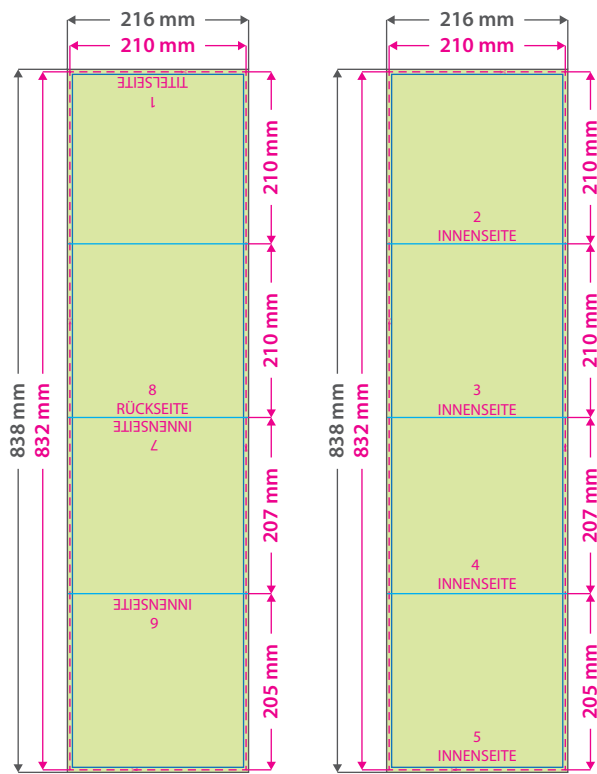 216 mm
210 mm
838 mm
832 mm
TITELSEITE
1
210 mm
210 mm
8
RÜCKSEITE
INNENSEITE
7
207 mm
INNENSEITE
6
205 mm
216 mm
210 mm
838 mm
832 mm
210 mm
2
INNENSEITE
210 mm
3
INNENSEITE
207 mm
4
INNENSEITE
205 mm
5
INNENSEITE